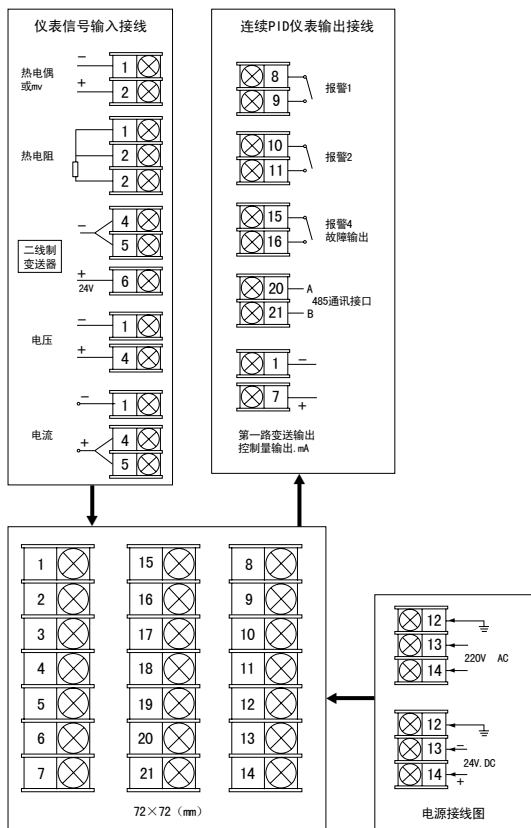 仪表信号输入接线
热电偶
或mv
−
+
1
2
热电阻
1
2
2
二线制
变送器
−
4
5
+
24V
6
电压
−
1
+
4
电流
−
1
+
4
5
连续PID仪表输出接线
8
9
报警1
10
11
报警2
15
16
报警4
故障输出
20
21
A
B
485通讯接口
1
−
7
+
第一路变送输出
控制量输出.mA
1
15
8
2
16
9
3
17
10
4
18
11
5
19
12
6
20
13
7
21
14
72×72（mm）
12
13
14
220V AC
12
13
−
14
+
24V.DC
电源接线图